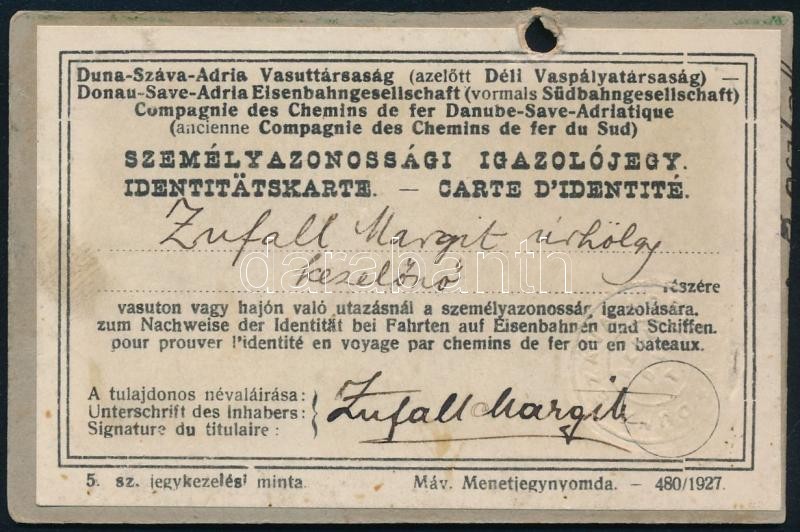 Duna-Száva-Adria Vasuttársaság (azelőtt Déli Vaspályatársaság) —
Donau-Save-Adria Eisenbahngesellschaft (vormals Südbahngesellschaft)
Compagnie des Chemins de fer Danube-Save-Adriatique
(ancienne Compagnie des Chemins de fer du Sud)
SZEMÉLYAZONOSSÁGI IGAZOLÓJEGY.
IDENTITÄTSKARTE. — CARTE D'IDENTITÉ.
Zufall Margit úrhölgy
kezelőnő
részére
darabanth
vasuton vagy hajón való utazásnál a személyazonosság igazolására.
zum Nachweise der Identität bei Fahrten auf Eisenbahnen und Schiffen.
pour prouver l'identité en voyage par chemins de fer ou en bateaux.
A tulajdonos névaláirása:
Unterschrift des inhabers:
Signature du titulaire:
Zufall Margit
5. sz. jegykezelési minta.
Máv. Menetjegynyomda. — 480/1927.